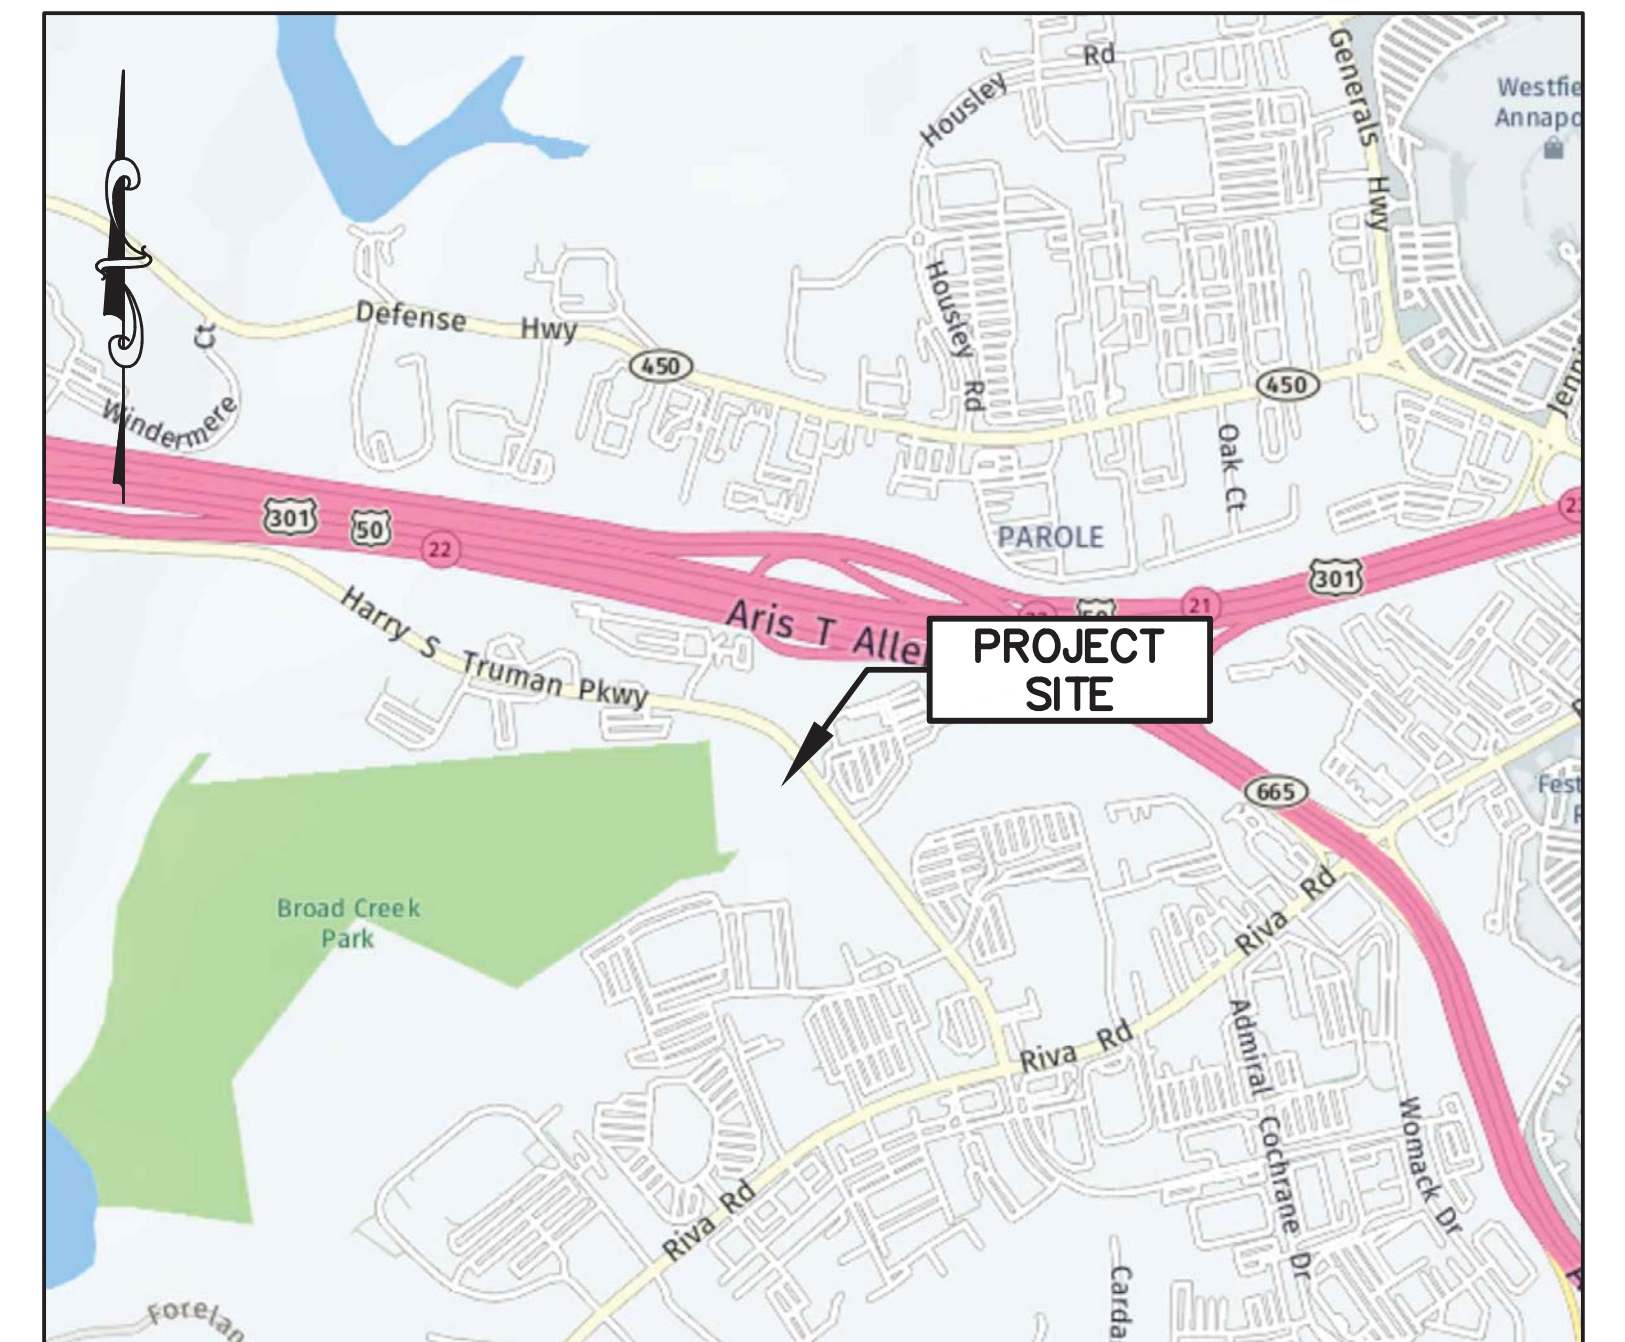 Rd
Housley
Generals
Hwy
Westfie
Annapo
Housley
Rd
Defense Hwy
450
450
Ct
Windermere
Oak Ct
301
50
22
PAROLE
21
301
50
Harry S Truman Pkwy
Aris T Alle
PROJECT
SITE
665
Fest
Broad Creek
Park
Riva Rd
Riva Rd
Riva Rd
Admiral Cochrane Dr
Womack Dr
Carda
Forelan